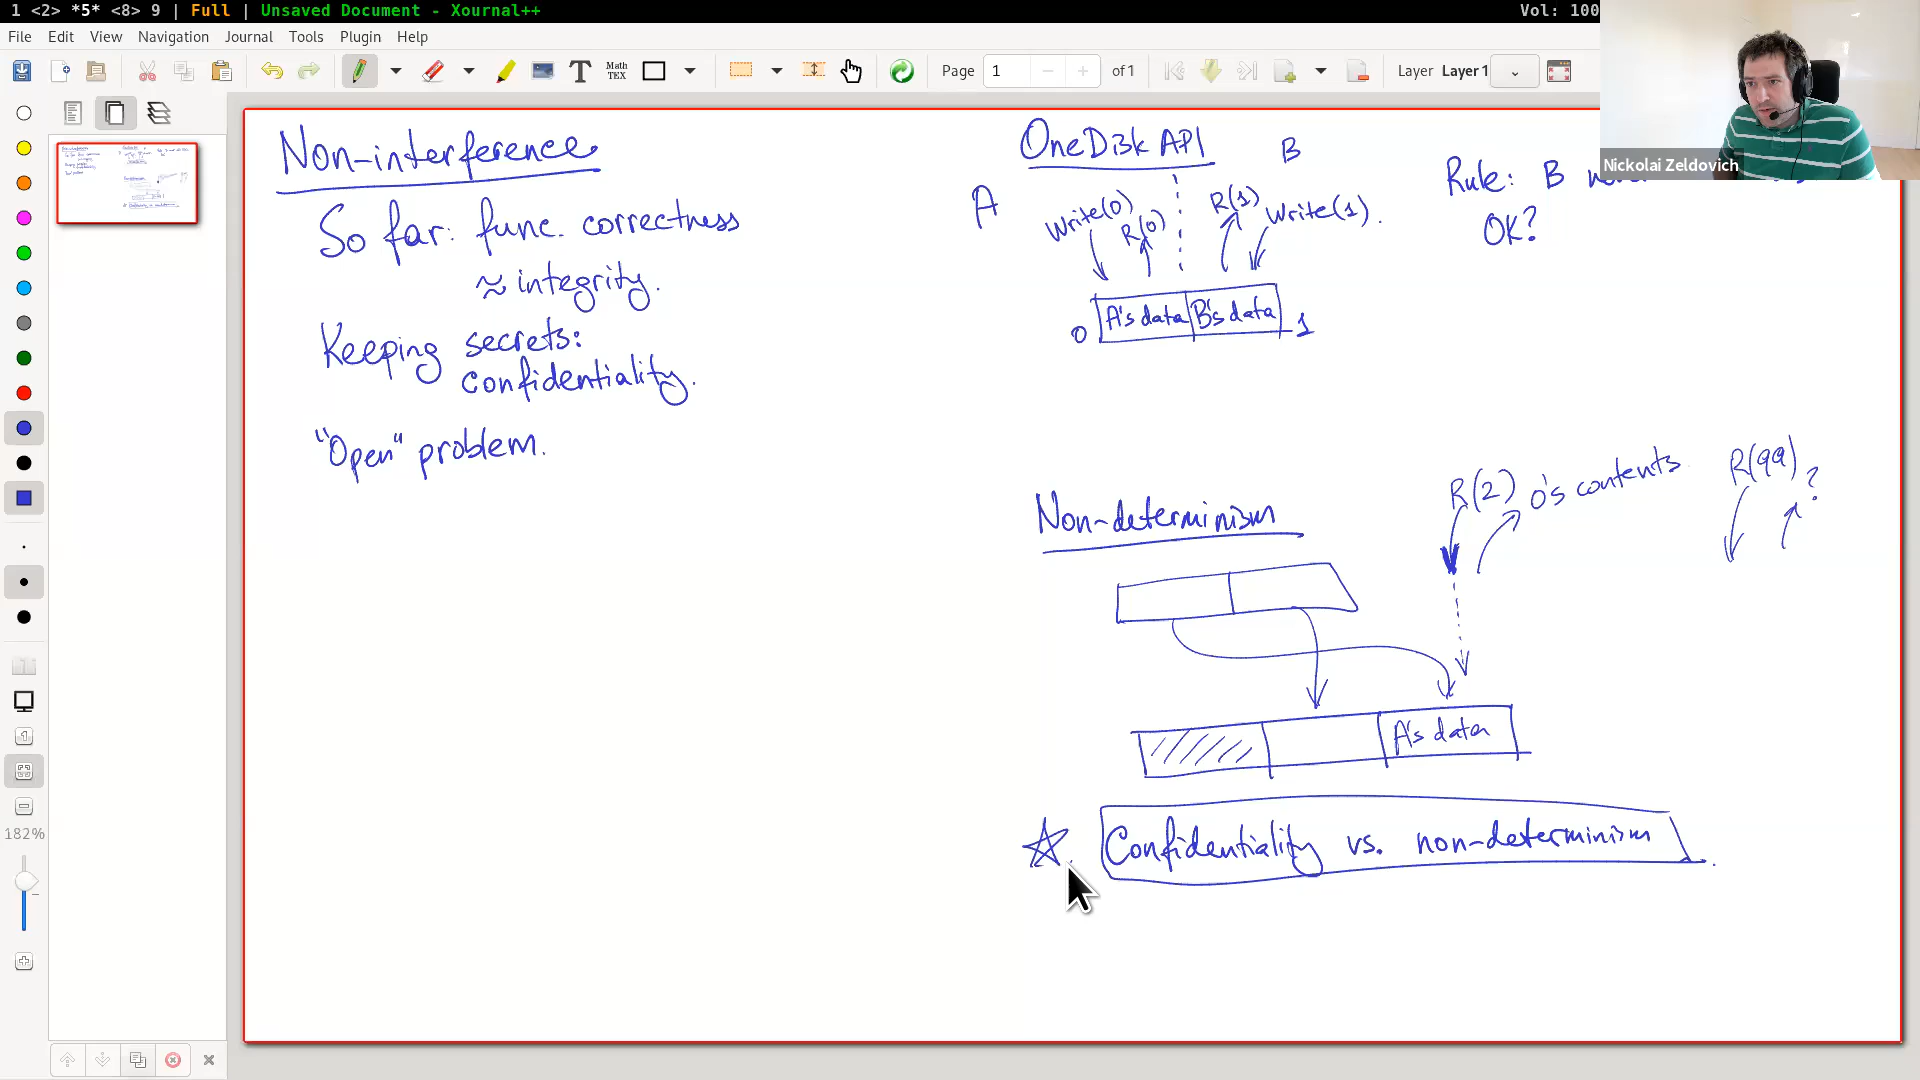 1 <2> *5* <8> 9 | Full | Unsaved Document - Xournal++
Vol: 100
File Edit View Navigation Journal Tools Plugin Help
Math
TEX
Page 1 of 1
Layer Layer 1
Nickolai Zeldovich
182%
Non-interference
So far: func. correctness
≈ integrity.
Keeping secrets:
confidentiality.
"Open" problem.
OneDisk API
A
B
Write(0)
R(0)
R(1)
Write(1).
0
A's data
B's data
1
Rule: B
OK?
Non-determinism
R(2) 0's contents
R(99)
?
A's data
Confidentiality vs. non-determinism.